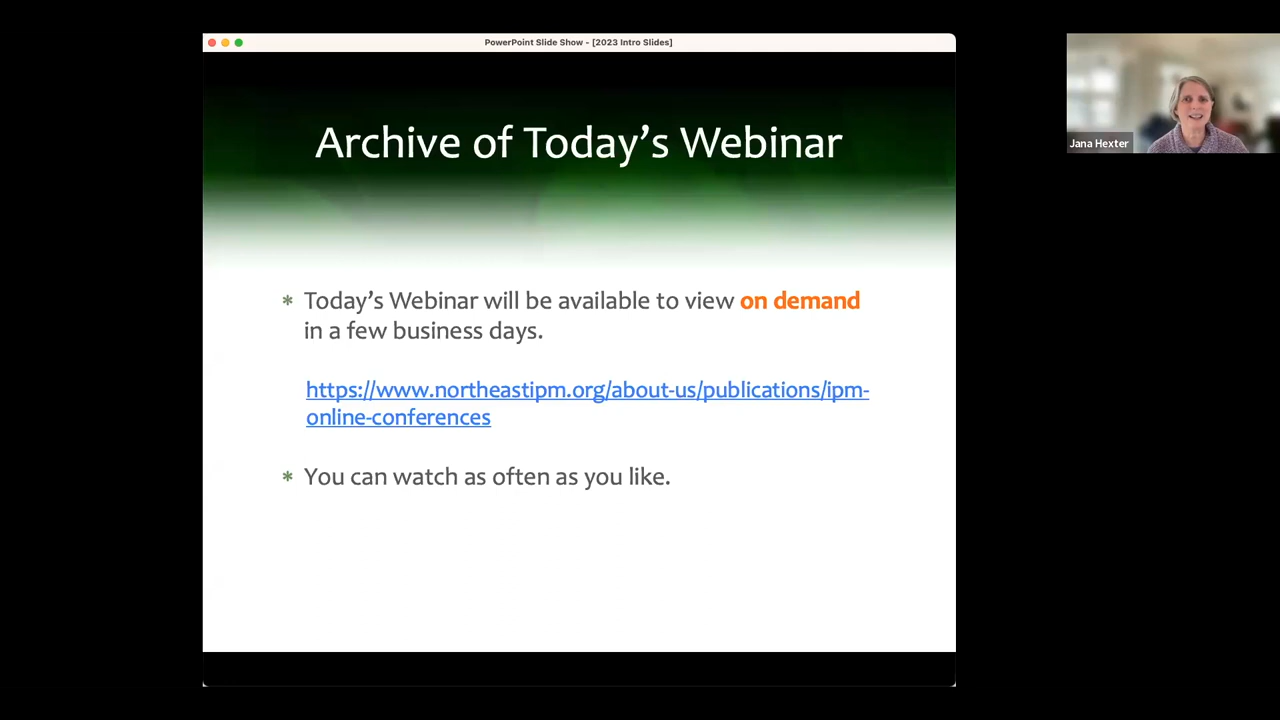 PowerPoint Slide Show - [2023 Intro Slides]
Archive of Today's Webinar
* Today's Webinar will be available to view on demand
in a few business days.
https://www.northeastipm.org/about-us/publications/ipm-
online-conferences
* You can watch as often as you like.
Jana Hexter